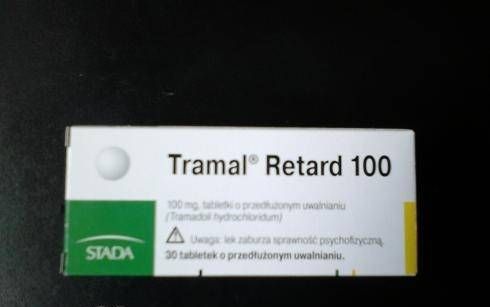 Tramal® Retard 100
100 mg, tabletki o przedłużonym uwalnianiu
(Tramadoli hydrochloridum)
Uwaga: lek zaburza sprawność psychofizyczną.
30 tabletek o przedłużonym uwalnianiu.
STADA